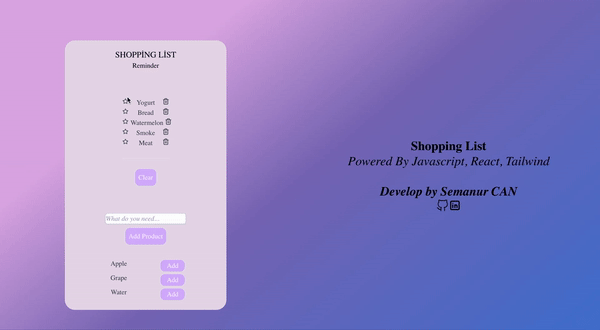 SHOPPİNG LİST
Reminder
Yogurt
Bread
Watermelon
Smoke
Meat
Clear
What do you need...
Add Product
Apple Add
Grape Add
Water Add
Shopping List
Powered By Javascript, React, Tailwind
Develop by Semanur CAN
in